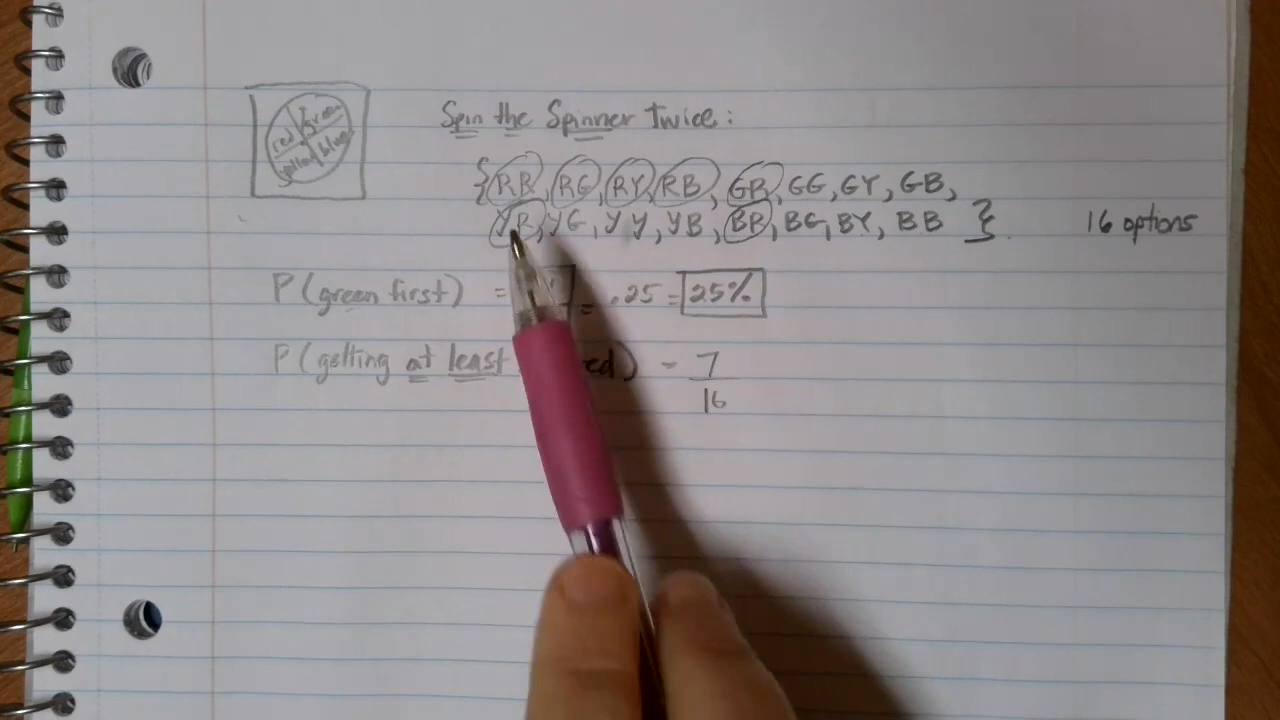 red green
yellow blue
Spin the Spinner Twice:
{RR, RG, RY, RB, GR, GG, GY, GB,
YR, YG, YY, YB, BR, BG, BY, BB } 16 options
P(green first) = = .25 = 25%
P(getting at least red) = 7
16